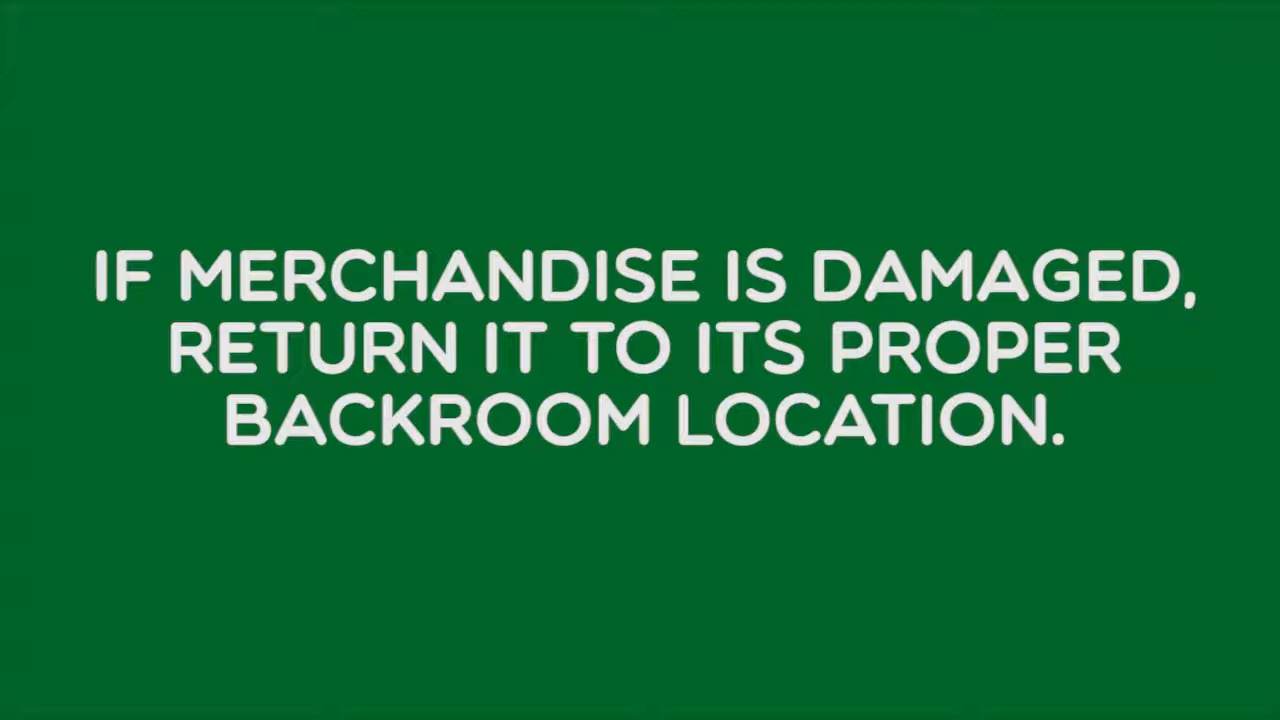 IF MERCHANDISE IS DAMAGED,
RETURN IT TO ITS PROPER
BACKROOM LOCATION.